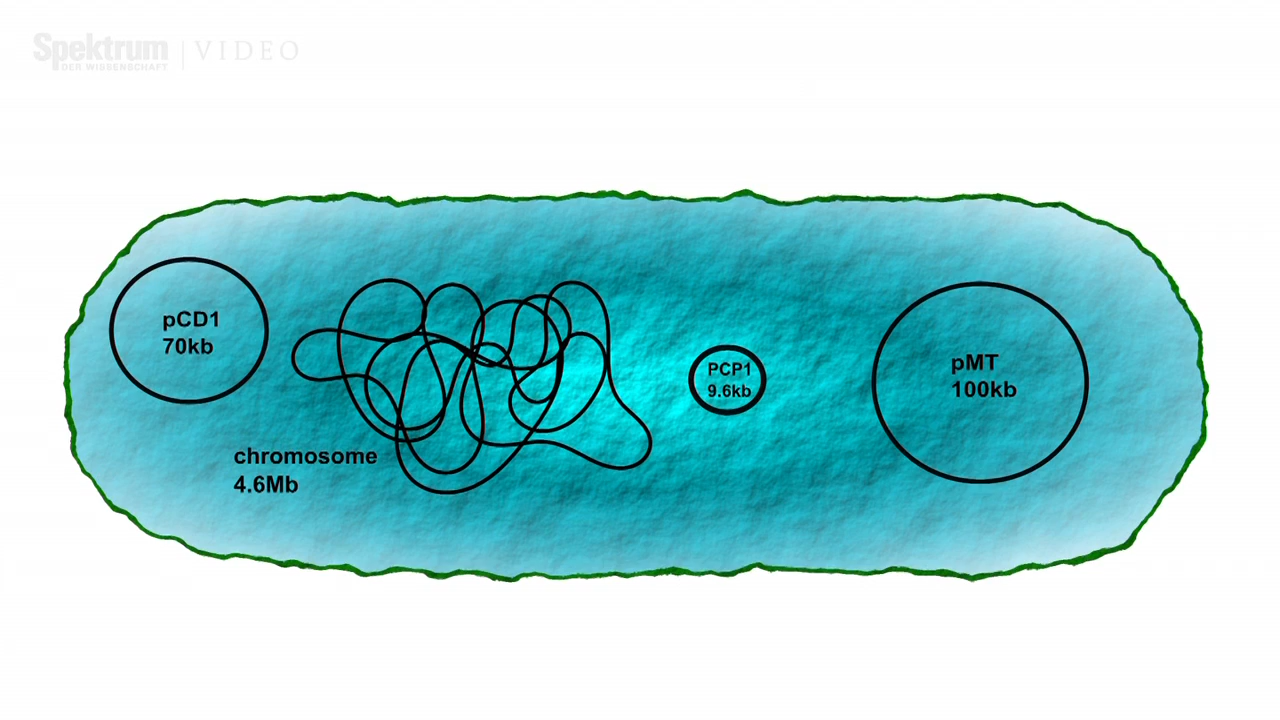 Spektrum | VIDEO
DER WISSENSCHAFT
pCD1
70kb
chromosome
4.6Mb
PCP1
9.6kb
pMT
100kb